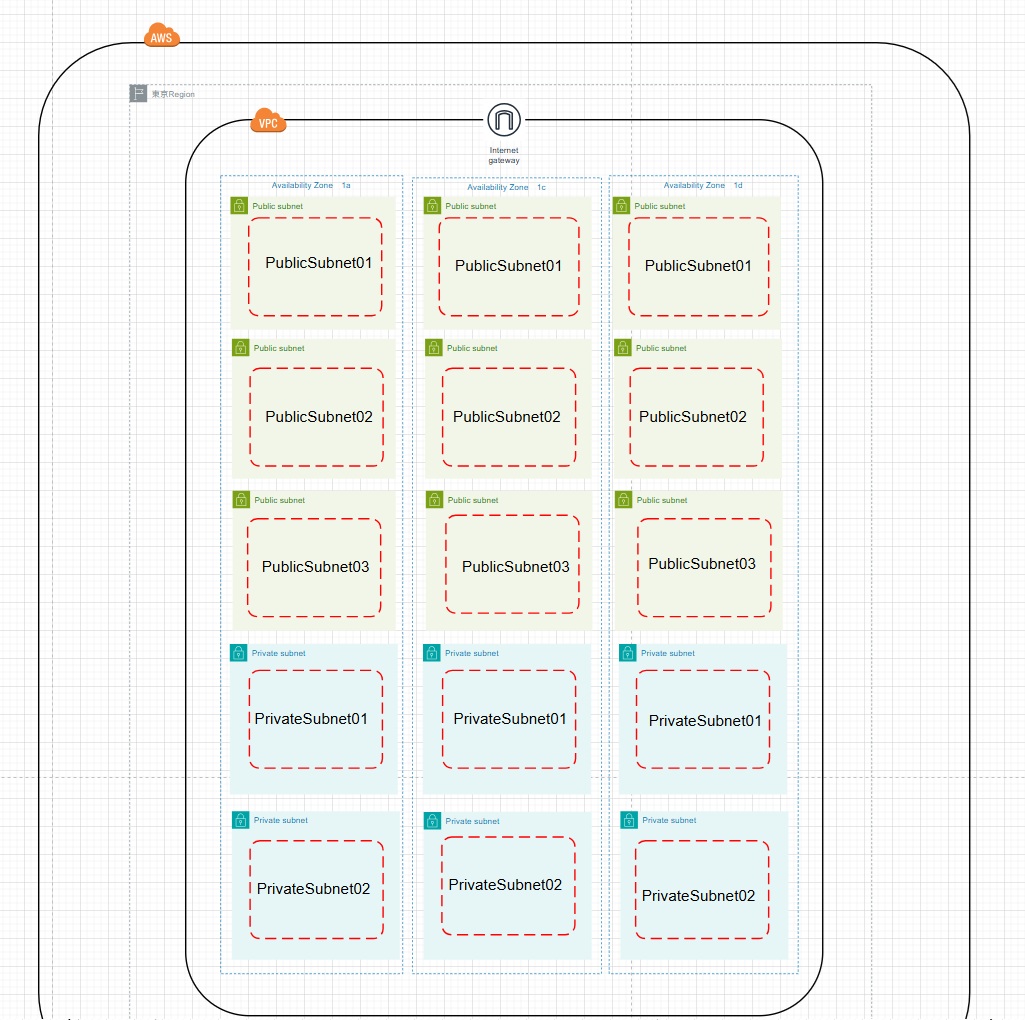 AWS
東京Region
VPC
Internet
gateway
Availability Zone 1a
Availability Zone 1c
Availability Zone 1d
Public subnet
Public subnet
Public subnet
PublicSubnet01
PublicSubnet01
PublicSubnet01
Public subnet
Public subnet
Public subnet
PublicSubnet02
PublicSubnet02
PublicSubnet02
Public subnet
Public subnet
Public subnet
PublicSubnet03
PublicSubnet03
PublicSubnet03
Private subnet
Private subnet
Private subnet
PrivateSubnet01
PrivateSubnet01
PrivateSubnet01
Private subnet
Private subnet
Private subnet
PrivateSubnet02
PrivateSubnet02
PrivateSubnet02